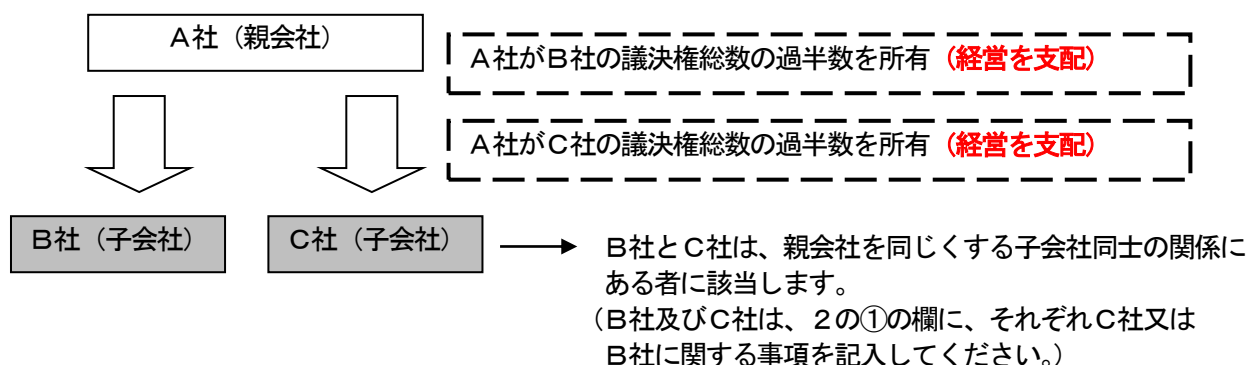 A社（親会社）
A社がB社の議決権総数の過半数を所有（経営を支配）
A社がC社の議決権総数の過半数を所有（経営を支配）
B社（子会社）
C社（子会社）
B社とC社は、親会社を同じくする子会社同士の関係に
ある者に該当します。
（B社及びC社は、２の①の欄に、それぞれC社又は
B社に関する事項を記入してください。）